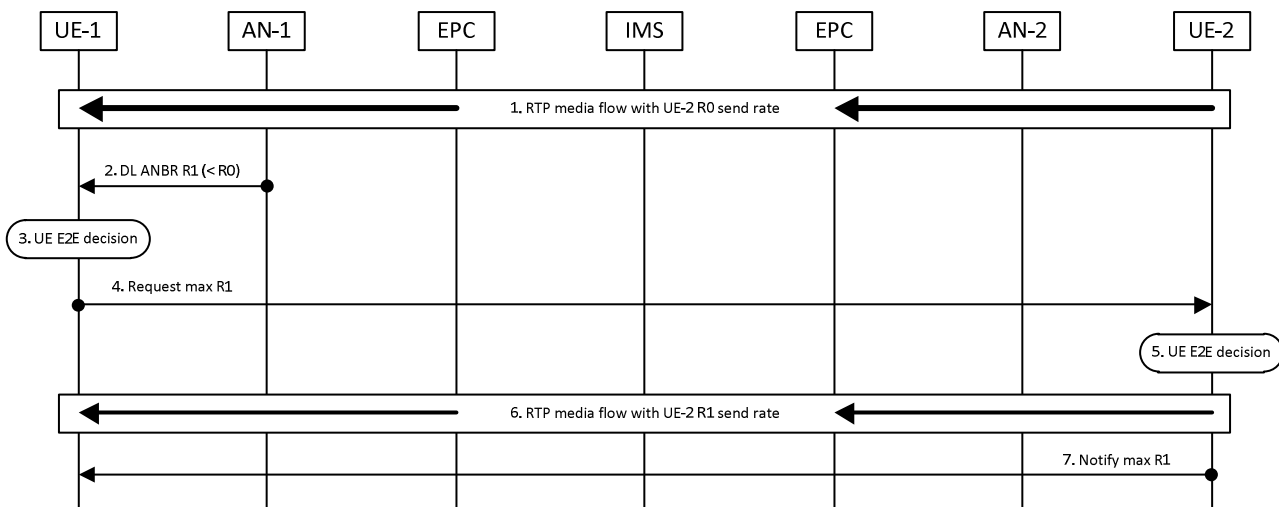 UE-1
AN-1
EPC
IMS
EPC
AN-2
UE-2
1. RTP media flow with UE-2 R0 send rate
2. DL ANBR R1 (< R0)
3. UE E2E decision
4. Request max R1
5. UE E2E decision
6. RTP media flow with UE-2 R1 send rate
7. Notify max R1